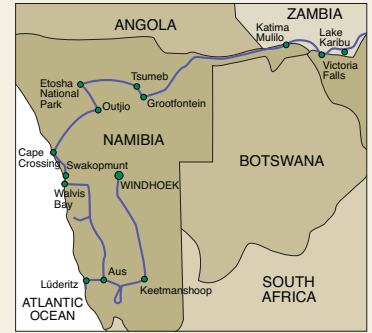 ANGOLA
ZAMBIA
Katima
Mulilo
Lake
Karibu
Victoria
Falls
Tsumeb
Etosha
National
Park
Grootfontein
Outjio
NAMIBIA
BOTSWANA
Cape
Crossing
Swakopmunt
WINDHOEK
Walvis
Bay
Aus
Lüderitz
Keetmanshoop
SOUTH
AFRICA
ATLANTIC
OCEAN